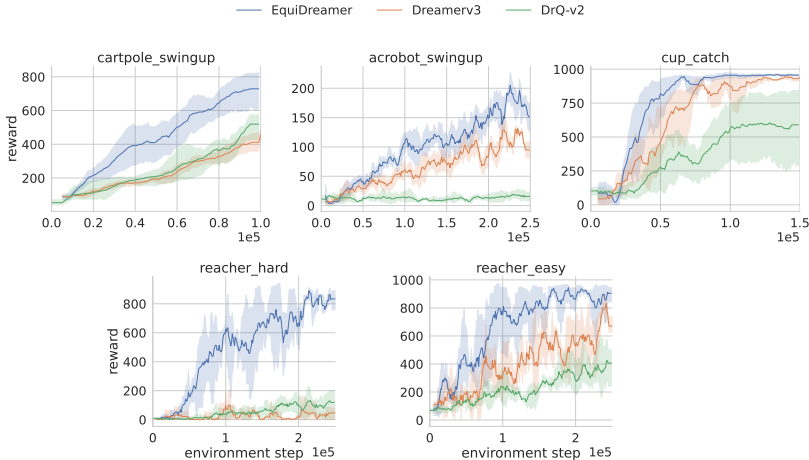 EquiDreamer Dreamerv3 DrQ-v2
cartpole_swingup
reward
800
600
400
200
0.0 0.2 0.4 0.6 0.8 1.0
1e5
acrobot_swingup
200
150
100
50
0
0.0 0.5 1.0 1.5 2.0 2.5
1e5
cup_catch
1000
750
500
250
0
0.0 0.5 1.0 1.5
1e5
reacher_hard
reward
800
600
400
200
0
0 1 2
environment step 1e5
reacher_easy
1000
800
600
400
200
0
0 1 2
environment step 1e5